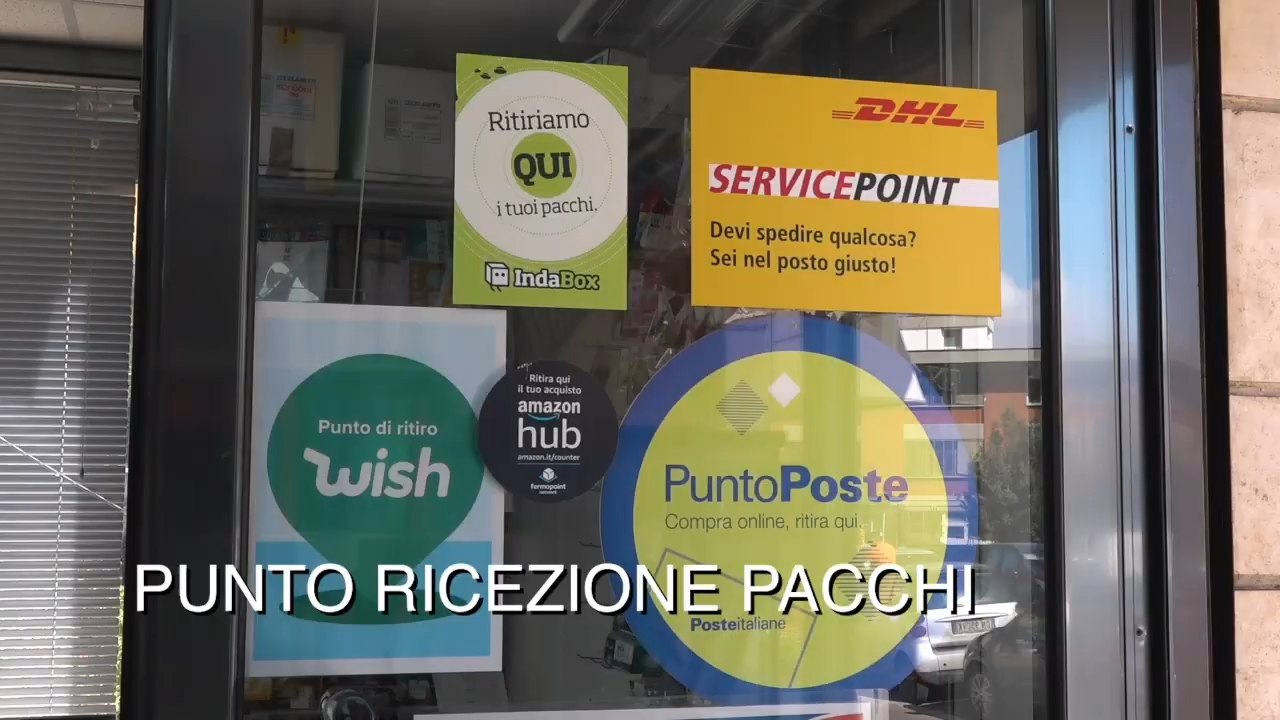 Ritiriamo
QUI
i tuoi pacchi.
IndaBox
DHL
SERVICEPOINT
Devi spedire qualcosa?
Sei nel posto giusto!
Punto di ritiro
wish
Ritira qui
il tuo acquisto
amazon
hub
amazon.it/counter
fermopoint
network
PuntoPoste
Compra online, ritira qui.
Posteitaliane
PUNTO RICEZIONE PACCHI